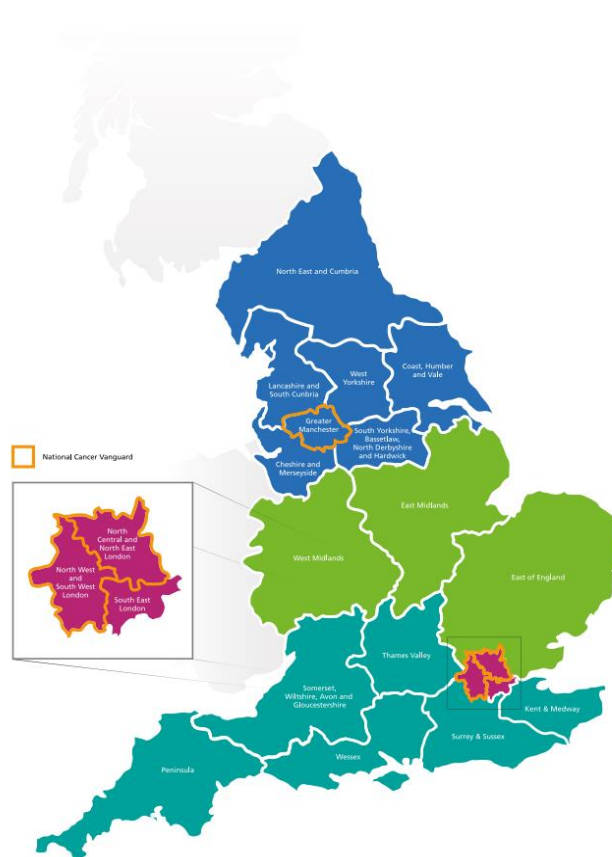 North East and Cumbria
Coast, Humber
and Vale
West
Yorkshire
Lancashire and
South Cunbria
Greater
Manchester
South Yorkshire,
Bassetlaw,
North Derbyshire
and Hardwick
Cheshire and
Merseyside
National Cancer Vanguard
East Midlands
West Midlands
East of England
North
Central and
North East
London
North West
and
South West
London
South East
London
Thames Valley
Somerset,
Wiltshire, Avon and
Gloucestershire
Kent & Medway
Surrey & Sussex
Wessex
Peninsula